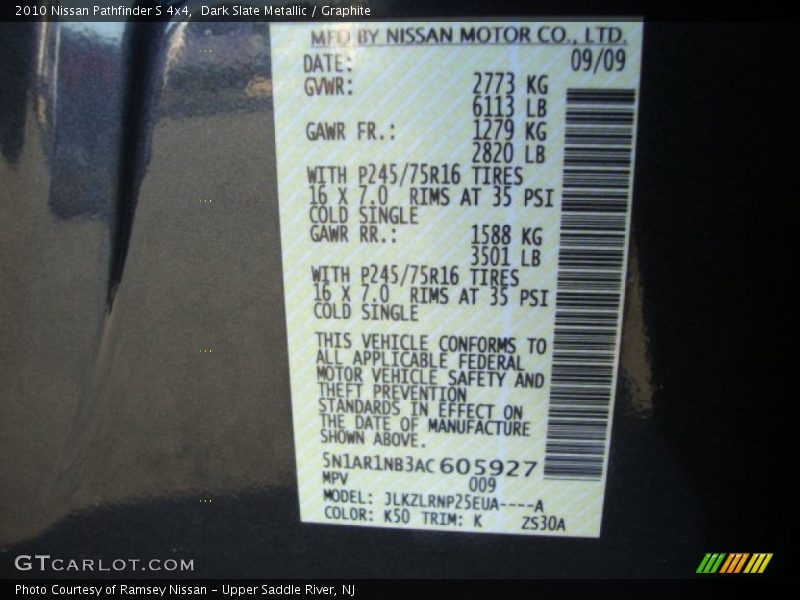 2010 Nissan Pathfinder S 4x4, Dark Slate Metallic / Graphite
MFD BY NISSAN MOTOR CO., LTD.
DATE: 09/09
GVWR: 2773 KG
6113 LB
GAWR FR.: 1279 KG
2820 LB
WITH P245/75R16 TIRES
16 X 7.0 RIMS AT 35 PSI
COLD SINGLE
GAWR RR.: 1588 KG
3501 LB
WITH P245/75R16 TIRES
16 X 7.0 RIMS AT 35 PSI
COLD SINGLE
THIS VEHICLE CONFORMS TO
ALL APPLICABLE FEDERAL
MOTOR VEHICLE SAFETY AND
THEFT PREVENTION
STANDARDS IN EFFECT ON
THE DATE OF MANUFACTURE
SHOWN ABOVE.
5N1AR1NB3AC605927
MPV 009
MODEL: JLKZLRNP25EUA----A
COLOR: K50 TRIM: K ZS30A
GTCARLOT.COM
Photo Courtesy of Ramsey Nissan - Upper Saddle River, NJ